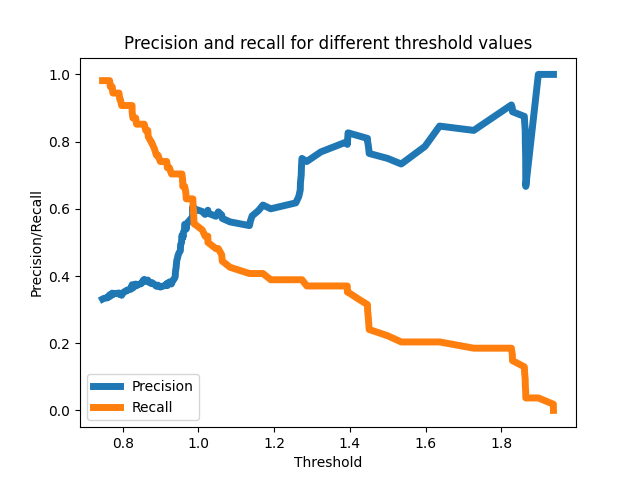 Precision and recall for different threshold values
Precision/Recall
1.0
0.8
0.6
0.4
0.2
0.0
Precision
Recall
0.8 1.0 1.2 1.4 1.6 1.8
Threshold